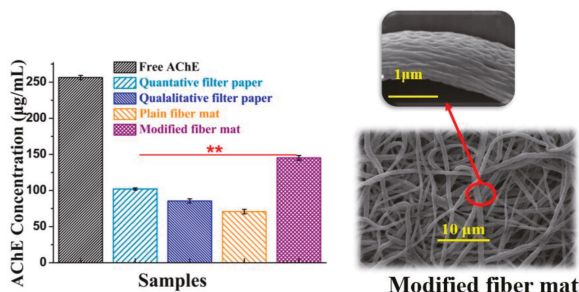 Free AChE
Quantative filter paper
Qualalitative filter paper
Plain fiber mat
Modified fiber mat
**
AChE Concentration (μg/mL)
250
200
150
100
50
0
Samples
1μm
10 μm
Modified fiber mat